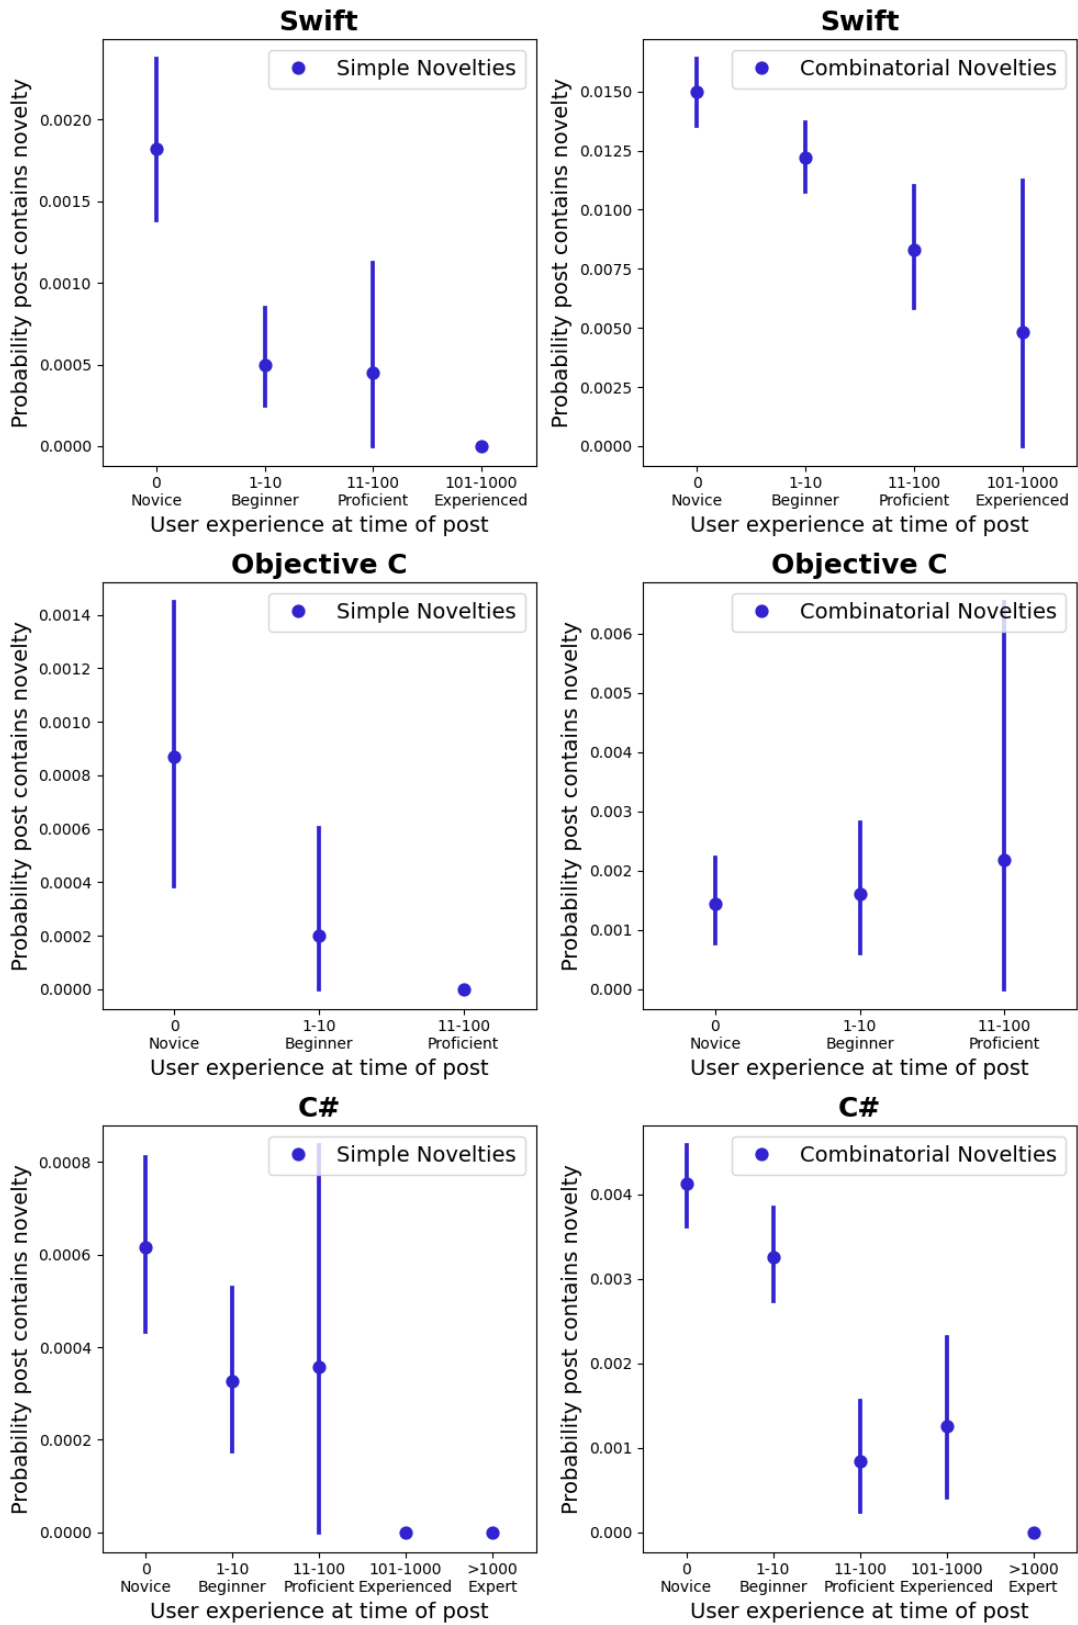 Swift
Simple Novelties
Probability post contains novelty
0.0020
0.0015
0.0010
0.0005
0.0000
0 1-10 11-100 101-1000
Novice Beginner Proficient Experienced
User experience at time of post
Swift
Combinatorial Novelties
Probability post contains novelty
0.0150
0.0125
0.0100
0.0075
0.0050
0.0025
0.0000
0 1-10 11-100 101-1000
Novice Beginner Proficient Experienced
User experience at time of post
Objective C
Simple Novelties
Probability post contains novelty
0.0014
0.0012
0.0010
0.0008
0.0006
0.0004
0.0002
0.0000
0 1-10 11-100
Novice Beginner Proficient
User experience at time of post
Objective C
Combinatorial Novelties
Probability post contains novelty
0.006
0.005
0.004
0.003
0.002
0.001
0.000
0 1-10 11-100
Novice Beginner Proficient
User experience at time of post
C#
Simple Novelties
Probability post contains novelty
0.0008
0.0006
0.0004
0.0002
0.0000
0 1-10 11-100 101-1000 >1000
Novice Beginner Proficient Experienced Expert
User experience at time of post
C#
Combinatorial Novelties
Probability post contains novelty
0.004
0.003
0.002
0.001
0.000
0 1-10 11-100 101-1000 >1000
Novice Beginner Proficient Experienced Expert
User experience at time of post